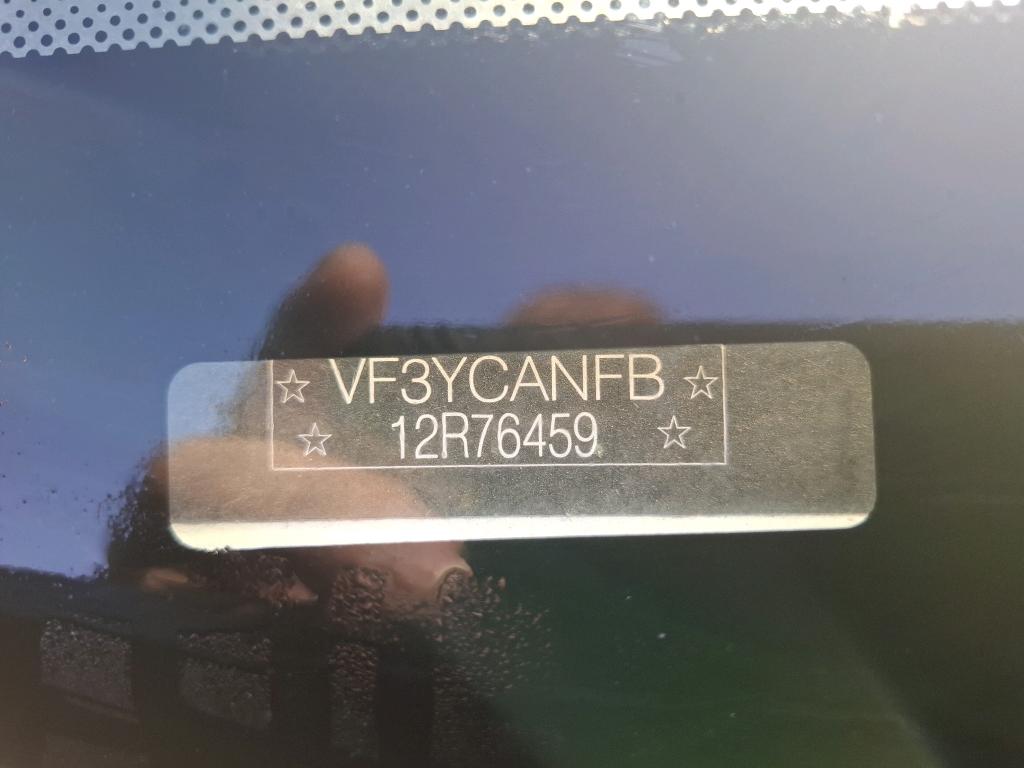 ☆ VF3YCANFB ☆
☆ 12R76459 ☆